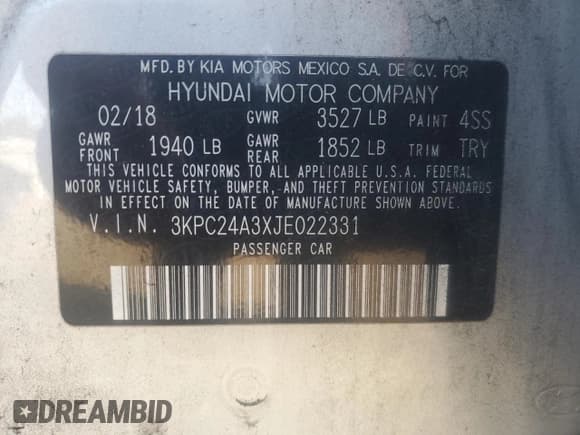 MFD. BY KIA MOTORS MEXICO S.A. DE C.V. FOR
HYUNDAI MOTOR COMPANY
02/18 GVWR 3527 LB PAINT 4SS
GAWR FRONT 1940 LB GAWR REAR 1852 LB TRIM TRY
THIS VEHICLE CONFORMS TO ALL APPLICABLE U.S.A. FEDERAL
MOTOR VEHICLE SAFETY, BUMPER, AND THEFT PREVENTION STANDARDS
IN EFFECT ON THE DATE OF MANUFACTURE SHOWN ABOVE.
V.I.N. 3KPC24A3XJE022331
PASSENGER CAR
DREAMBID